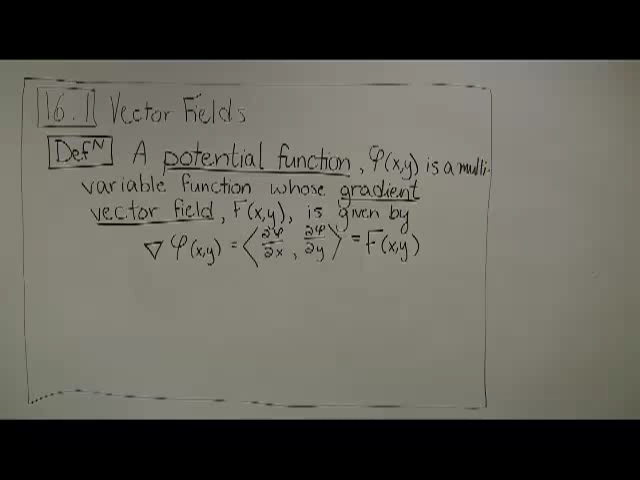 16.1 Vector Fields
Defᴺ A potential function, φ(x,y) is a multi-
variable function whose gradient
vector field, F(x,y), is given by
∇ φ(x,y) = ⟨∂φ/∂x, ∂φ/∂y⟩ = F(x,y)